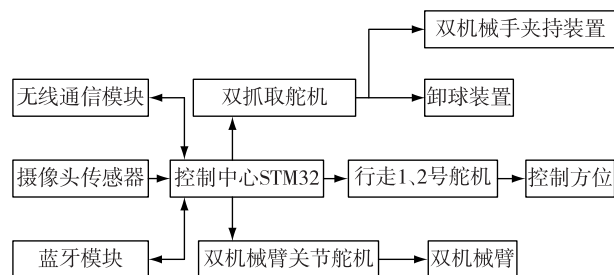 双机械手夹持装置
无线通信模块
双抓取舵机
卸球装置
摄像头传感器
控制中心STM32
行走1、2号舵机
控制方位
蓝牙模块
双机械臂关节舵机
双机械臂